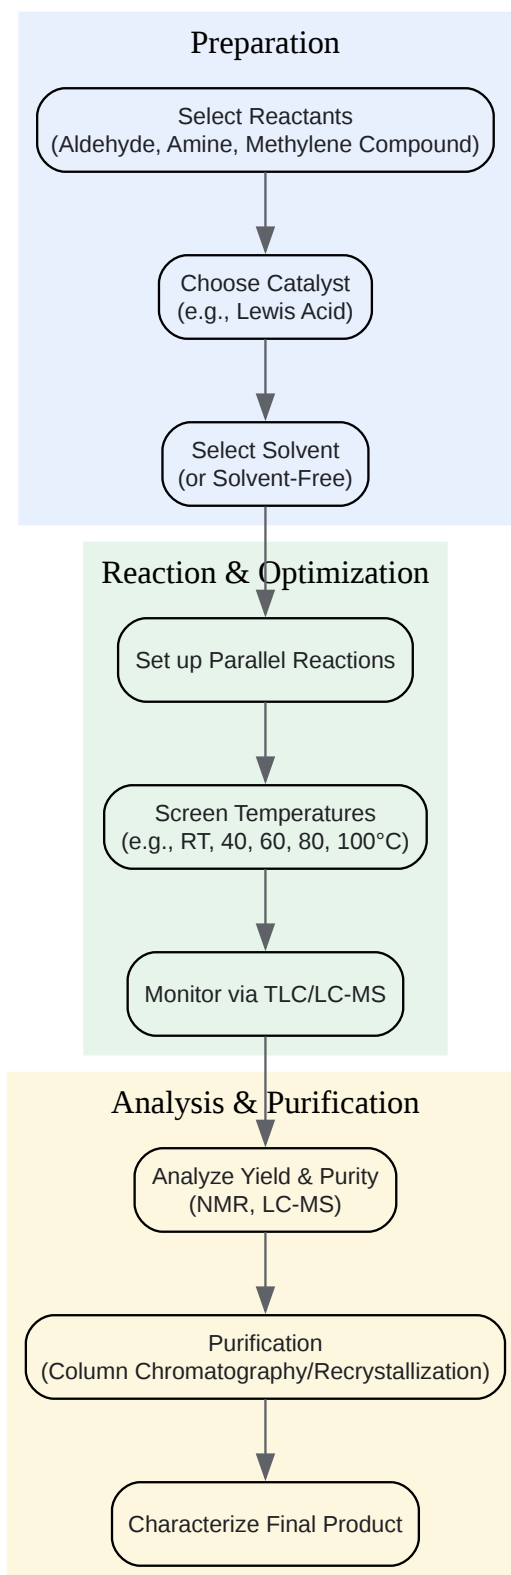 Preparation
Select Reactants
(Aldehyde, Amine, Methylene Compound)
Choose Catalyst
(e.g., Lewis Acid)
Select Solvent
(or Solvent-Free)
Reaction & Optimization
Set up Parallel Reactions
Screen Temperatures
(e.g., RT, 40, 60, 80, 100°C)
Monitor via TLC/LC-MS
Analysis & Purification
Analyze Yield & Purity
(NMR, LC-MS)
Purification
(Column Chromatography/Recrystallization)
Characterize Final Product